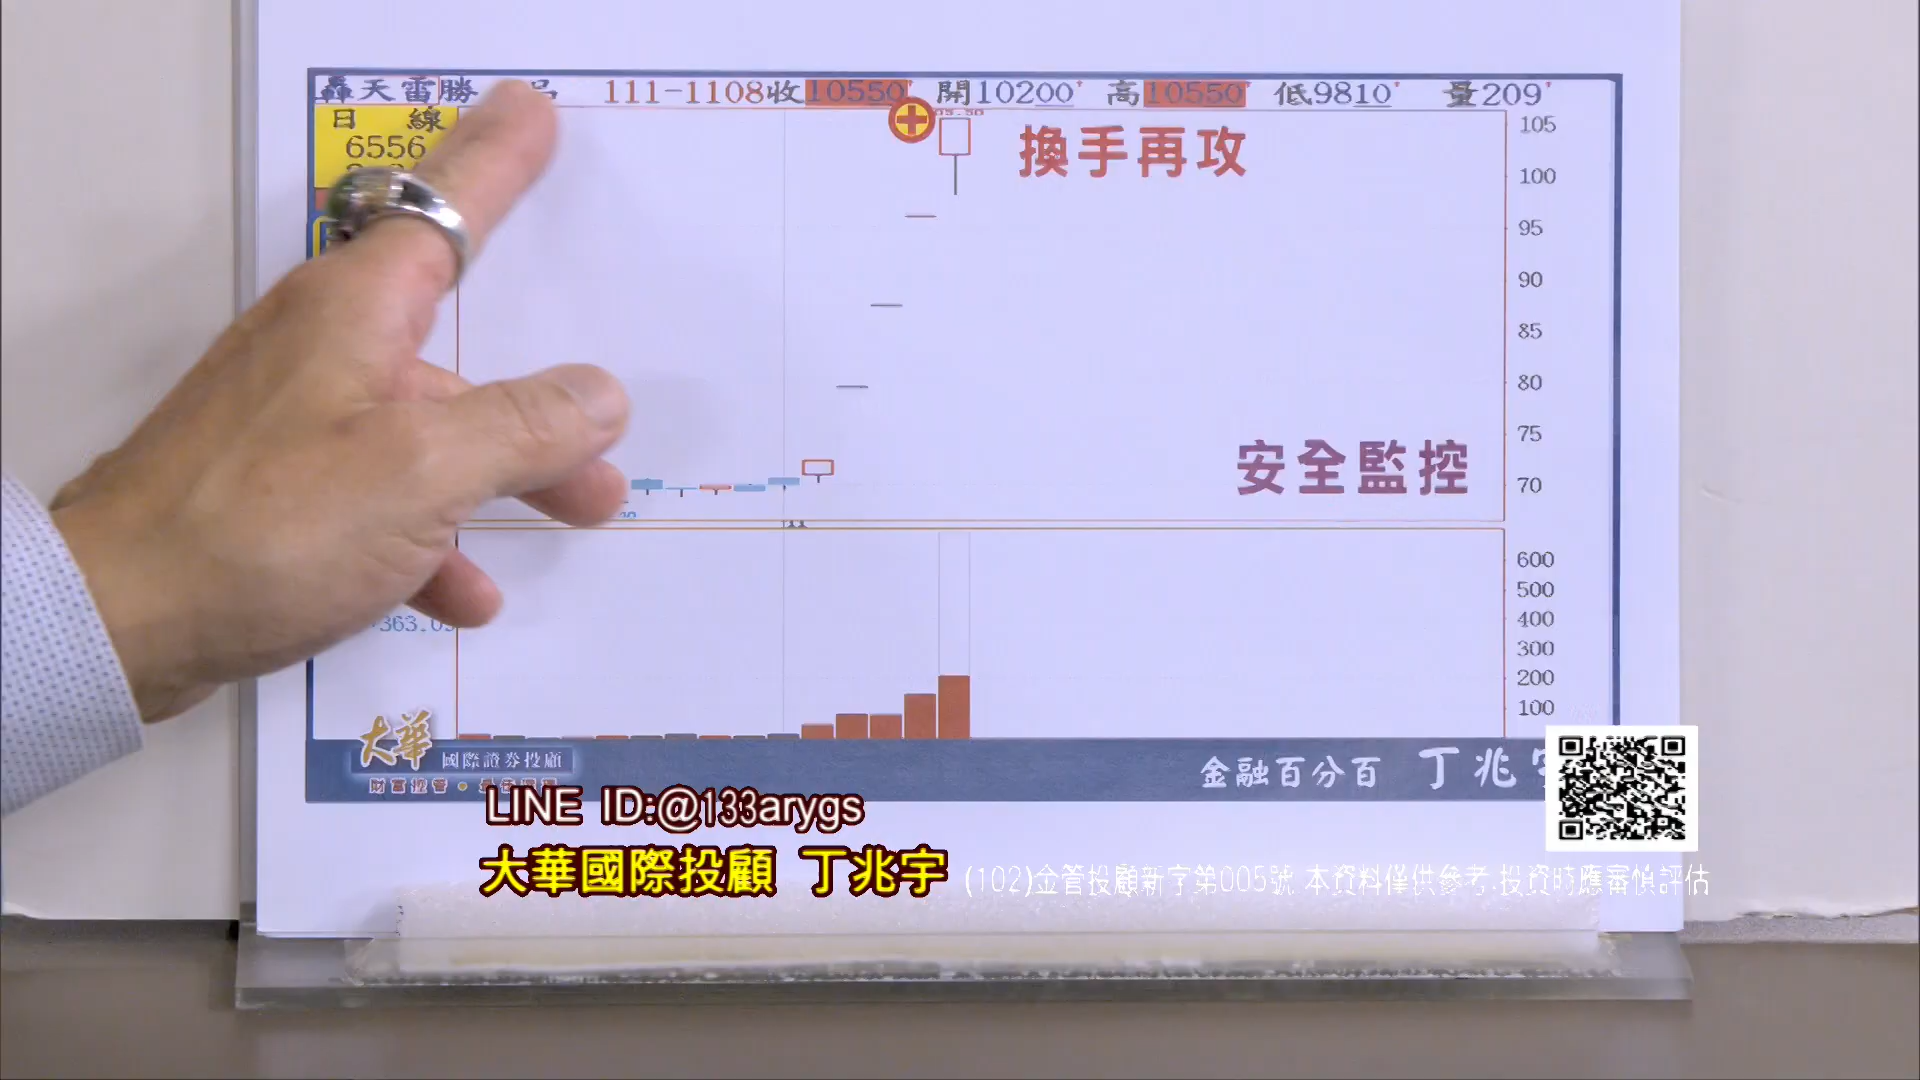 轟天雷勝 品 111-1108收10550 開10200 高10550 低9810 量209
日 線
6556
換手再攻
105
100
95
90
85
80
75
70
安全監控
11
600
500
400
300
200
100
大華 國際證券投顧
金融百分百 丁兆宇
LINE ID:@133arygs
大華國際投顧 丁兆宇
(102)金管投顧新字第005號 本資料僅供參考.投資時應審慎評估